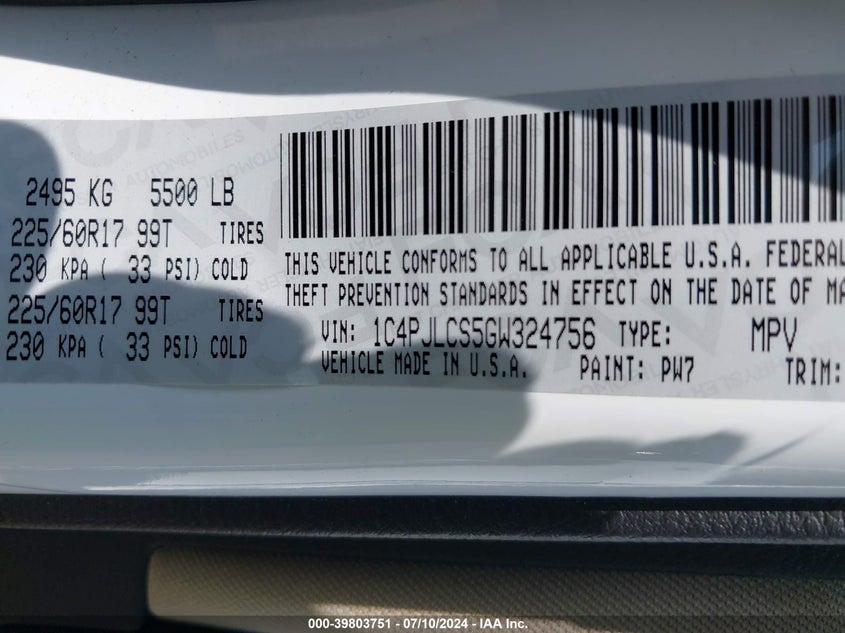 2495 KG 5500 LB
225/60R17 99T TIRES
230 KPA ( 33 PSI) COLD
225/60R17 99T TIRES
230 KPA ( 33 PSI) COLD
THIS VEHICLE CONFORMS TO ALL APPLICABLE U.S.A. FEDERAL
THEFT PREVENTION STANDARDS IN EFFECT ON THE DATE OF MA
VIN: 1C4PJLCS5GW324756 TYPE: MPV
VEHICLE MADE IN U.S.A. PAINT: PW7 TRIM:
000-39803751 - 07/10/2024 - IAA Inc.